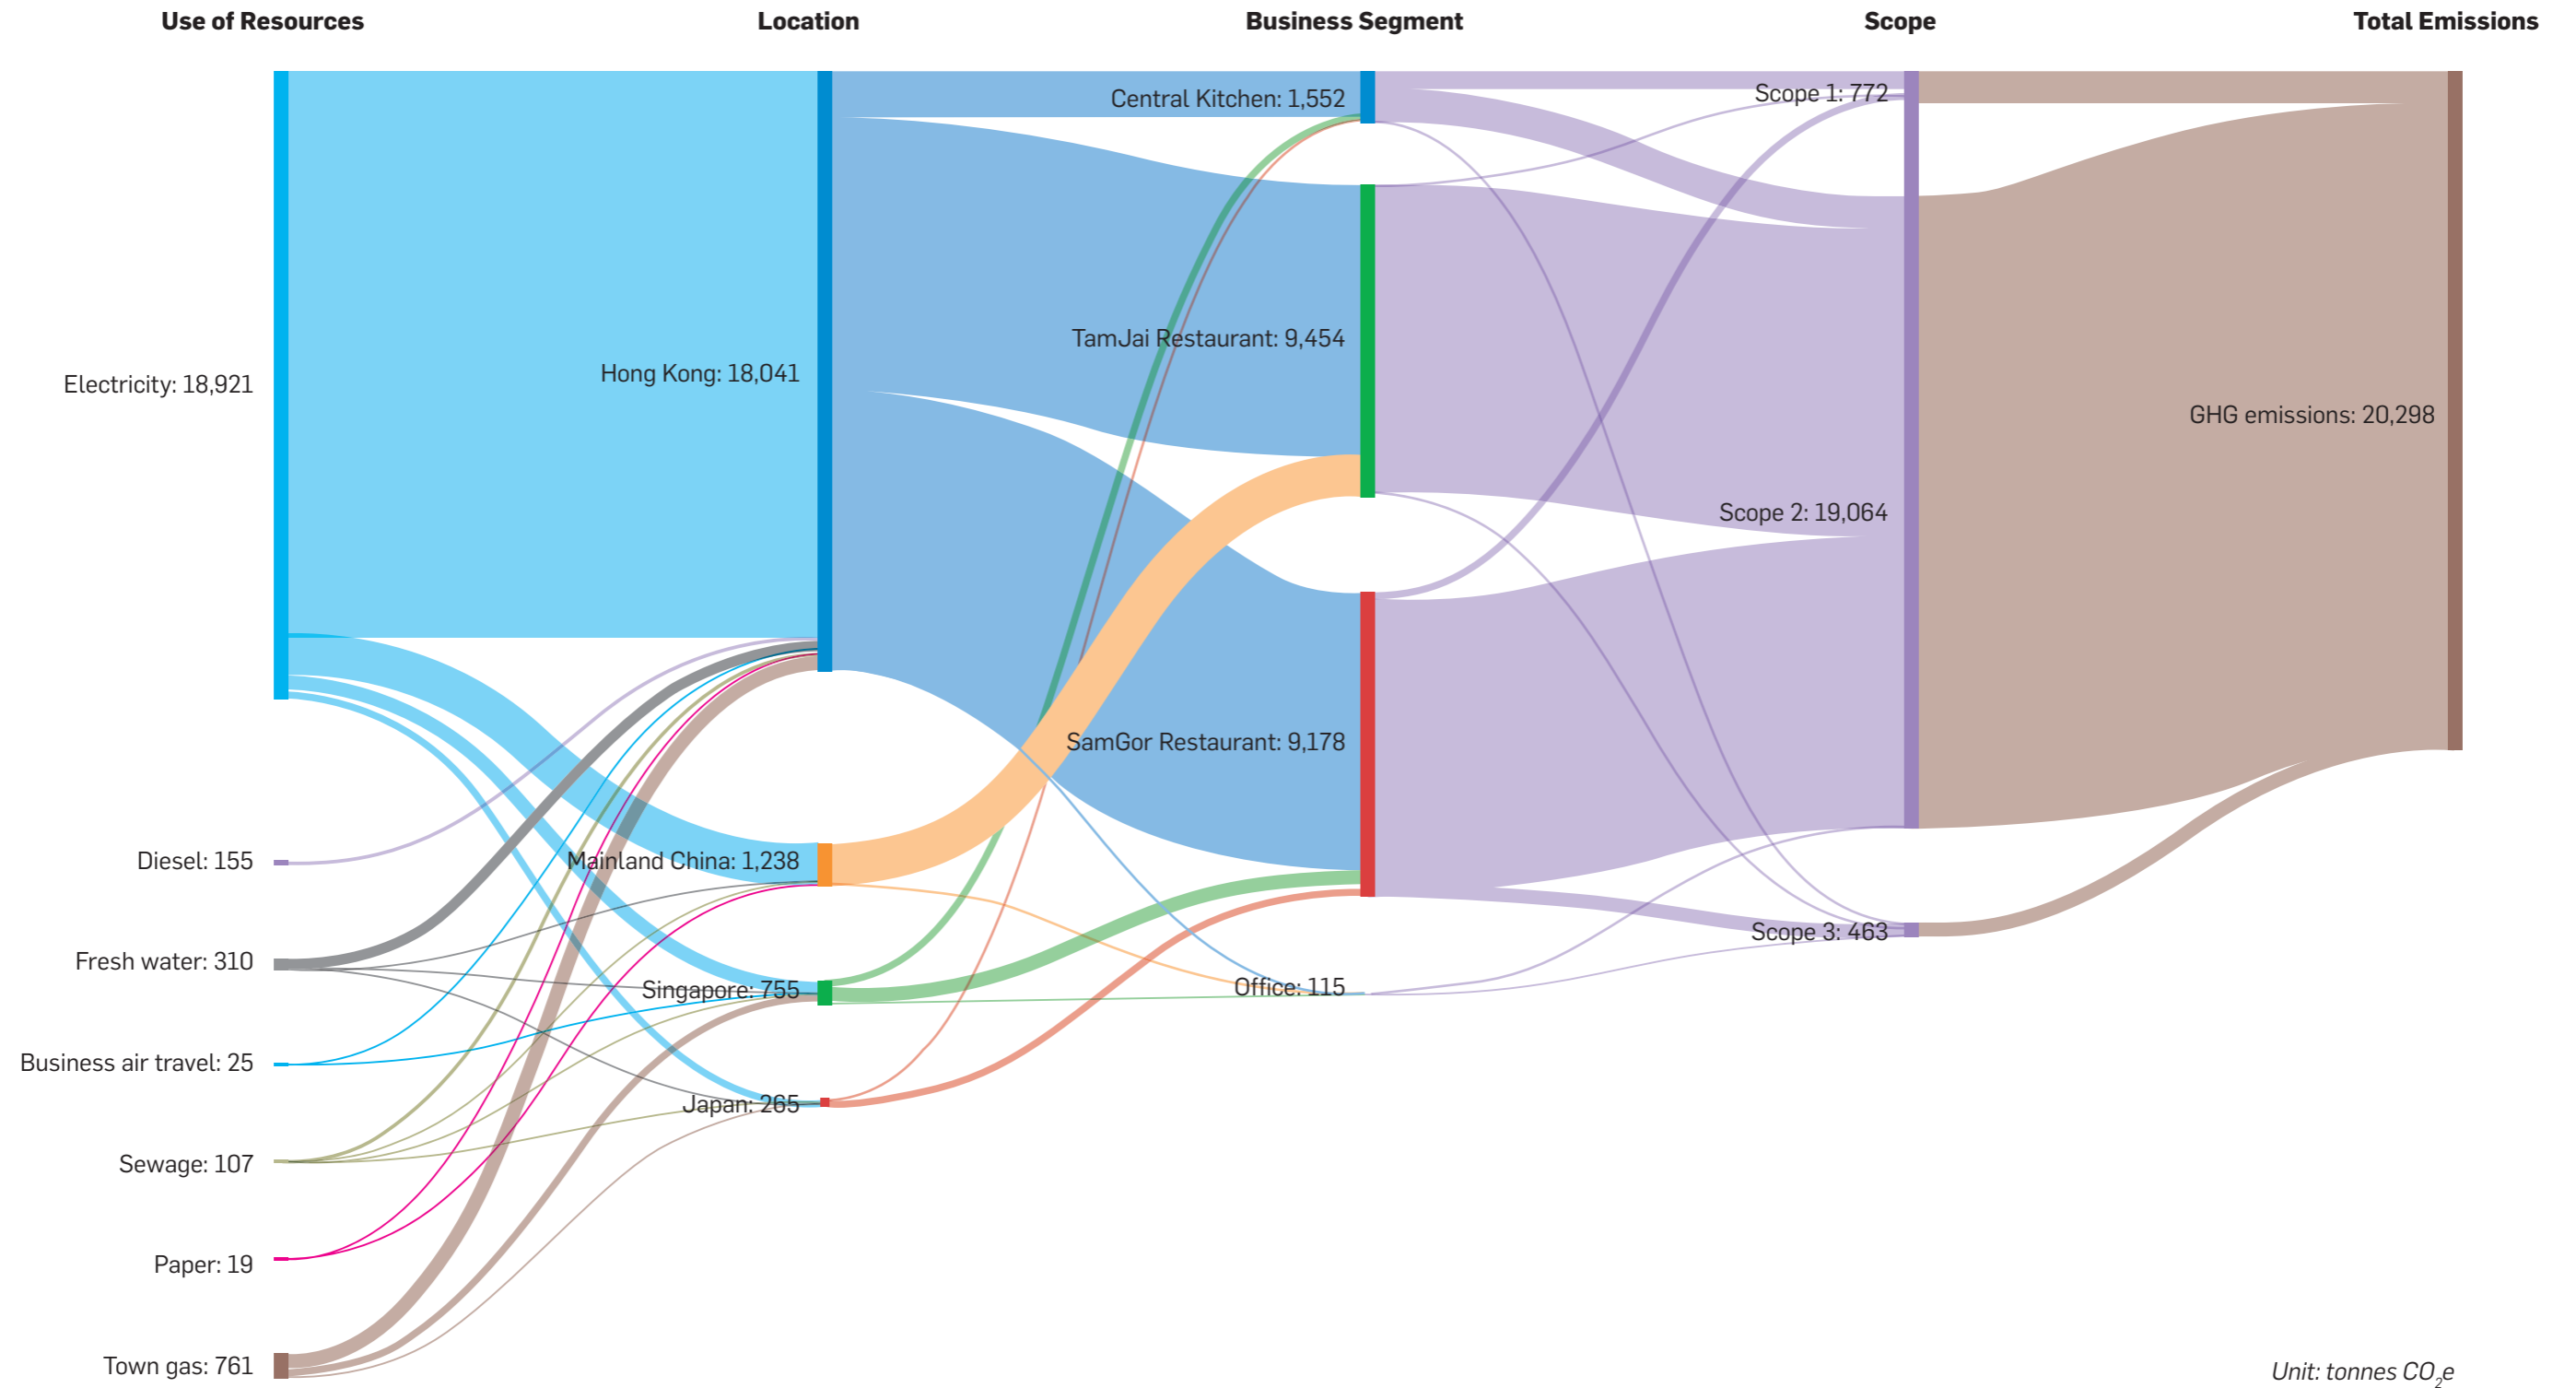 Use of Resources
Location
Business Segment
Scope
Total Emissions
Electricity: 18,921
Diesel: 155
Fresh water: 310
Business air travel: 25
Sewage: 107
Paper: 19
Town gas: 761
Hong Kong: 18,041
Mainland China: 1,238
Singapore: 755
Japan: 265
Central Kitchen: 1,552
TamJai Restaurant: 9,454
SamGor Restaurant: 9,178
Office: 115
Scope 1: 772
Scope 2: 19,064
Scope 3: 463
GHG emissions: 20,298
Unit: tonnes CO₂e